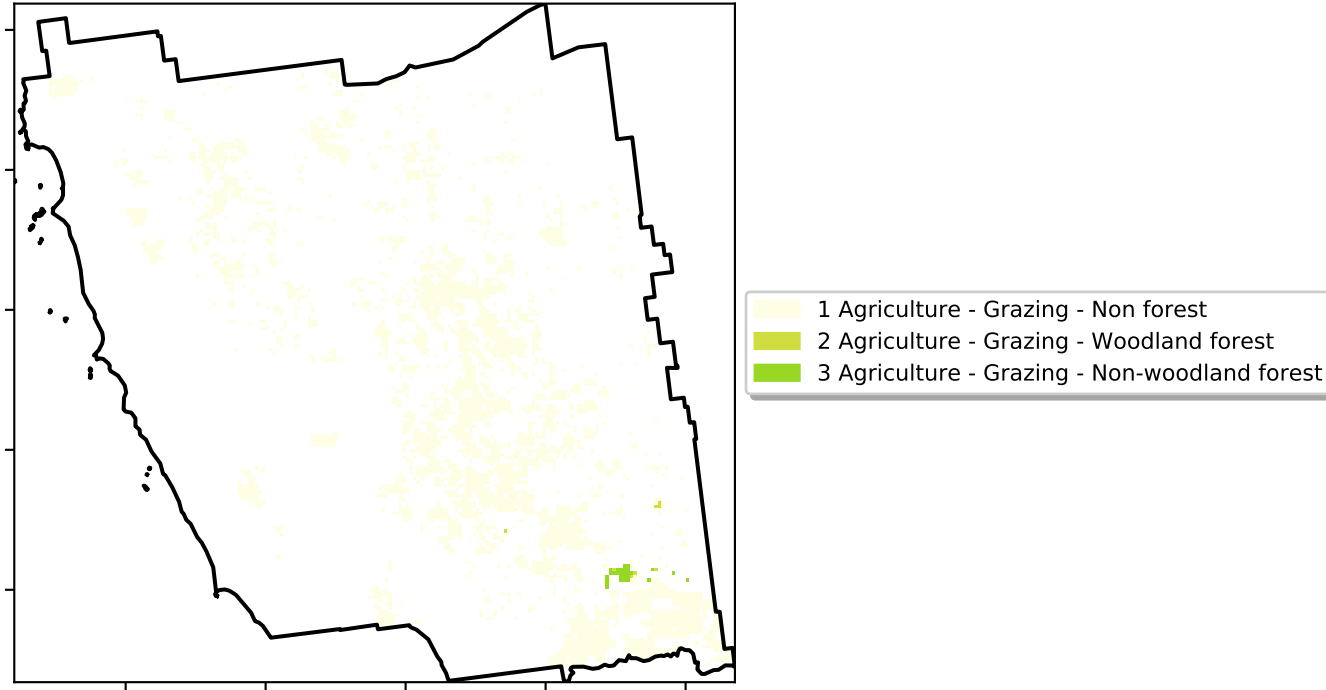 1 Agriculture - Grazing - Non forest
2 Agriculture - Grazing - Woodland forest
3 Agriculture - Grazing - Non-woodland forest